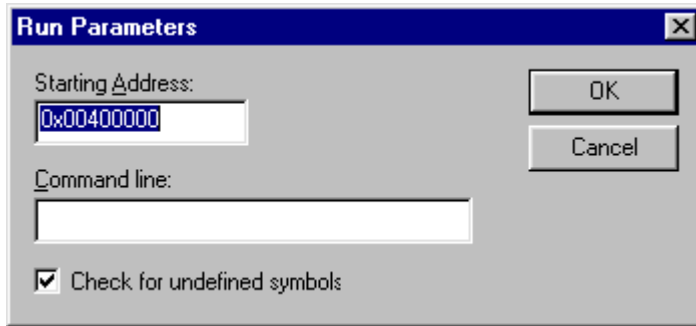 Run Parameters
Starting Address:
0x00400000
OK
Cancel
Command line:
Check for undefined symbols